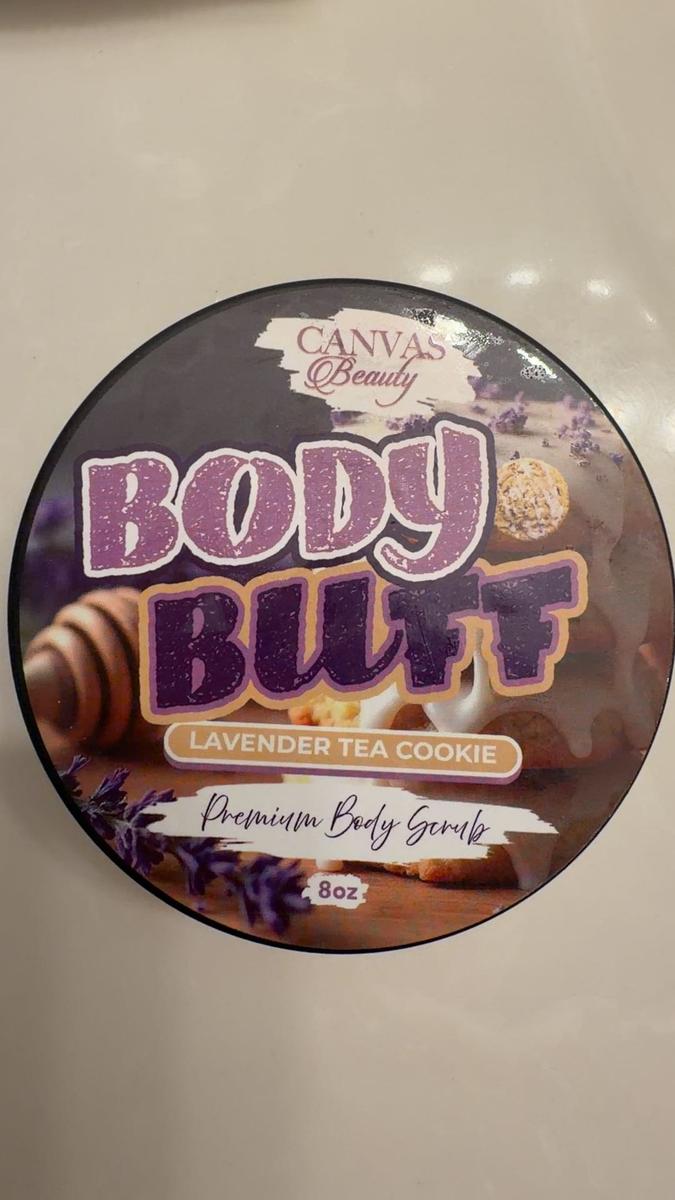 CANVAS
Beauty
BODY
BUFF
LAVENDER TEA COOKIE
Premium Body Scrub
8oz